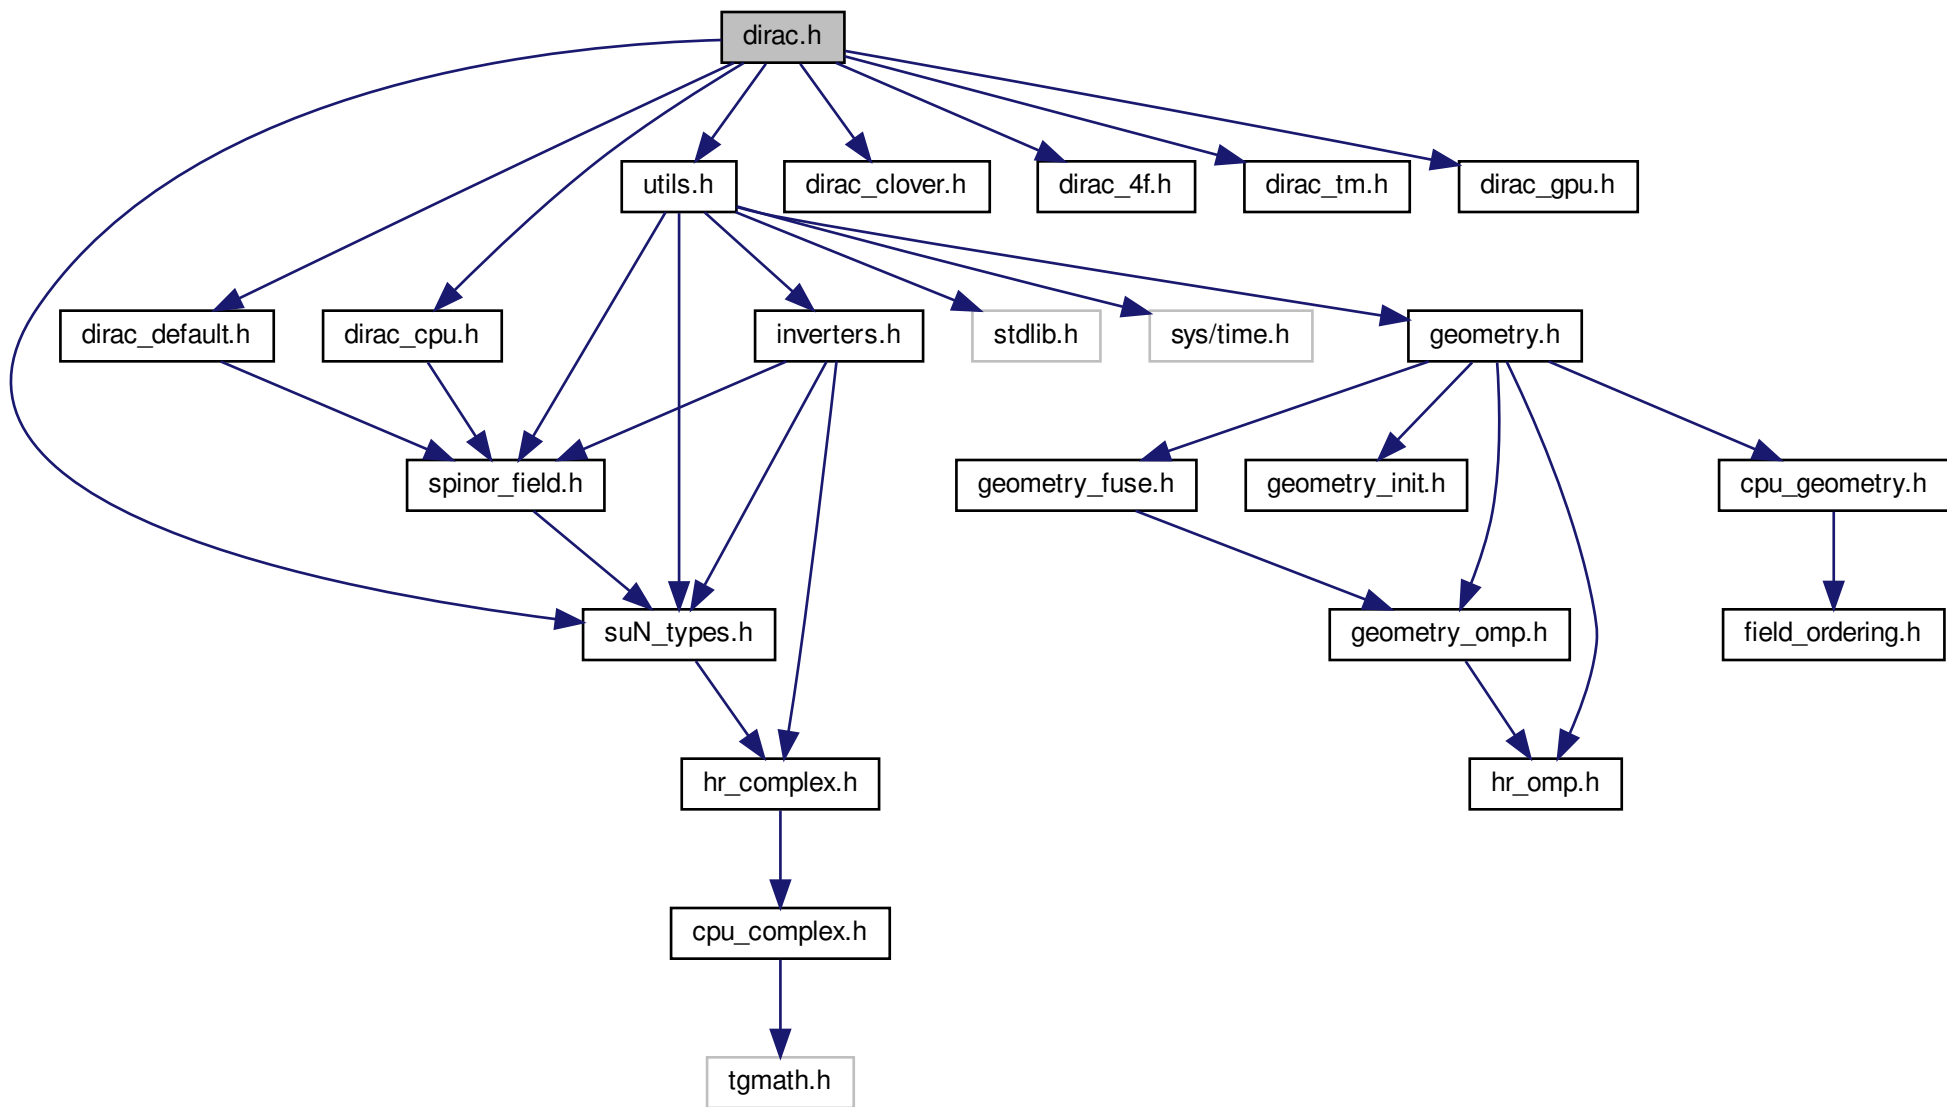 dirac.h
utils.h
dirac_clover.h
dirac_4f.h
dirac_tm.h
dirac_gpu.h
dirac_default.h
dirac_cpu.h
inverters.h
stdlib.h
sys/time.h
geometry.h
spinor_field.h
geometry_fuse.h
geometry_init.h
cpu_geometry.h
suN_types.h
geometry_omp.h
field_ordering.h
hr_complex.h
hr_omp.h
cpu_complex.h
tgmath.h